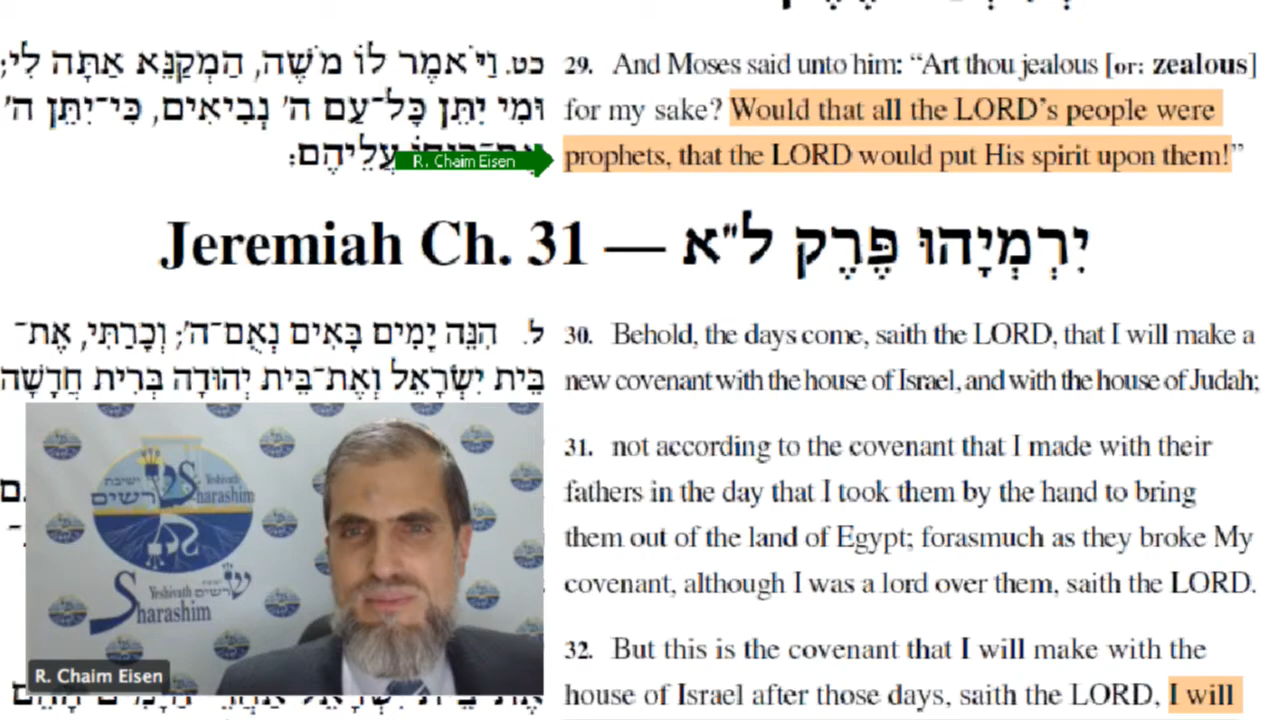 כט. וַיֹּאמֶר לוֹ מֹשֶׁה, הַמְקַנֵּא אַתָּה לִי;
וּמִי יִתֵּן כָּל־עַם ה' נְבִיאִים, כִּי־יִתֵּן ה'
עֲלֵיהֶם:
R. Chaim Eisen
29. And Moses said unto him: “Art thou jealous [or: zealous]
for my sake? Would that all the LORD’s people were
prophets, that the LORD would put His spirit upon them!”
Jeremiah Ch. 31 — יִרְמְיָהוּ פֶּרֶק ל"א
ל. הִנֵּה יָמִים בָּאִים נְאֻם־ה'; וְכָרַתִּי, אֶת־
בֵּית יִשְׂרָאֵל וְאֶת־בֵּית יְהוּדָה בְּרִית חֲדָשָׁה
30. Behold, the days come, saith the LORD, that I will make a
new covenant with the house of Israel, and with the house of Judah;
31. not according to the covenant that I made with their
fathers in the day that I took them by the hand to bring
them out of the land of Egypt; forasmuch as they broke My
covenant, although I was a lord over them, saith the LORD.
32. But this is the covenant that I will make with the
house of Israel after those days, saith the LORD, I will
ישיבת Yeshivath
שרשים Sharashim
Yeshivath שרשים
Sharashim
R. Chaim Eisen